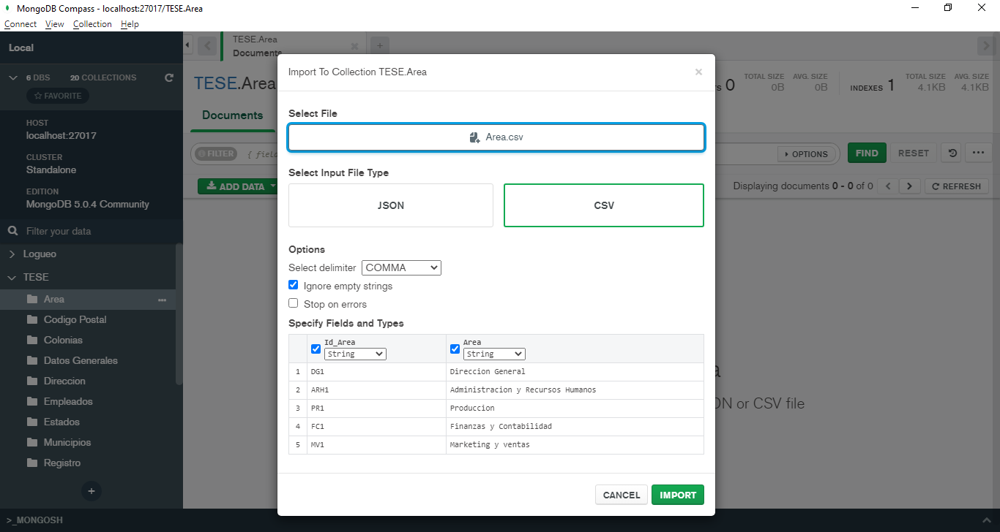 MongoDB Compass - localhost:27017/TESE.Area
Connect View Collection Help
Local
6 DBS 20 COLLECTIONS
FAVORITE
HOST
localhost:27017
CLUSTER
Standalone
EDITION
MongoDB 5.0.4 Community
Filter your data
Logueo
TESE
Area
Codigo Postal
Colonias
Datos Generales
Direccion
Empleados
Estados
Municipios
Registro
+
>_MONGOSH
TESE.Area
Documents
+
TESE.Area
0
TOTAL SIZE AVG. SIZE
0B 0B
INDEXES 1
TOTAL SIZE AVG. SIZE
4.1KB 4.1KB
Documents
FILTER { field
OPTIONS
FIND
RESET
ADD DATA
Displaying documents 0 - 0 of 0
REFRESH
ON or CSV file
Import To Collection TESE.Area
Select File
Area.csv
Select Input File Type
JSON CSV
Options
Select delimiter COMMA
Ignore empty strings
Stop on errors
Specify Fields and Types
Id_Area Area
String String
1 DG1 Direccion General
2 ARH1 Administracion y Recursos Humanos
3 PR1 Produccion
4 FC1 Finanzas y Contabilidad
5 MV1 Marketing y ventas
CANCEL IMPORT